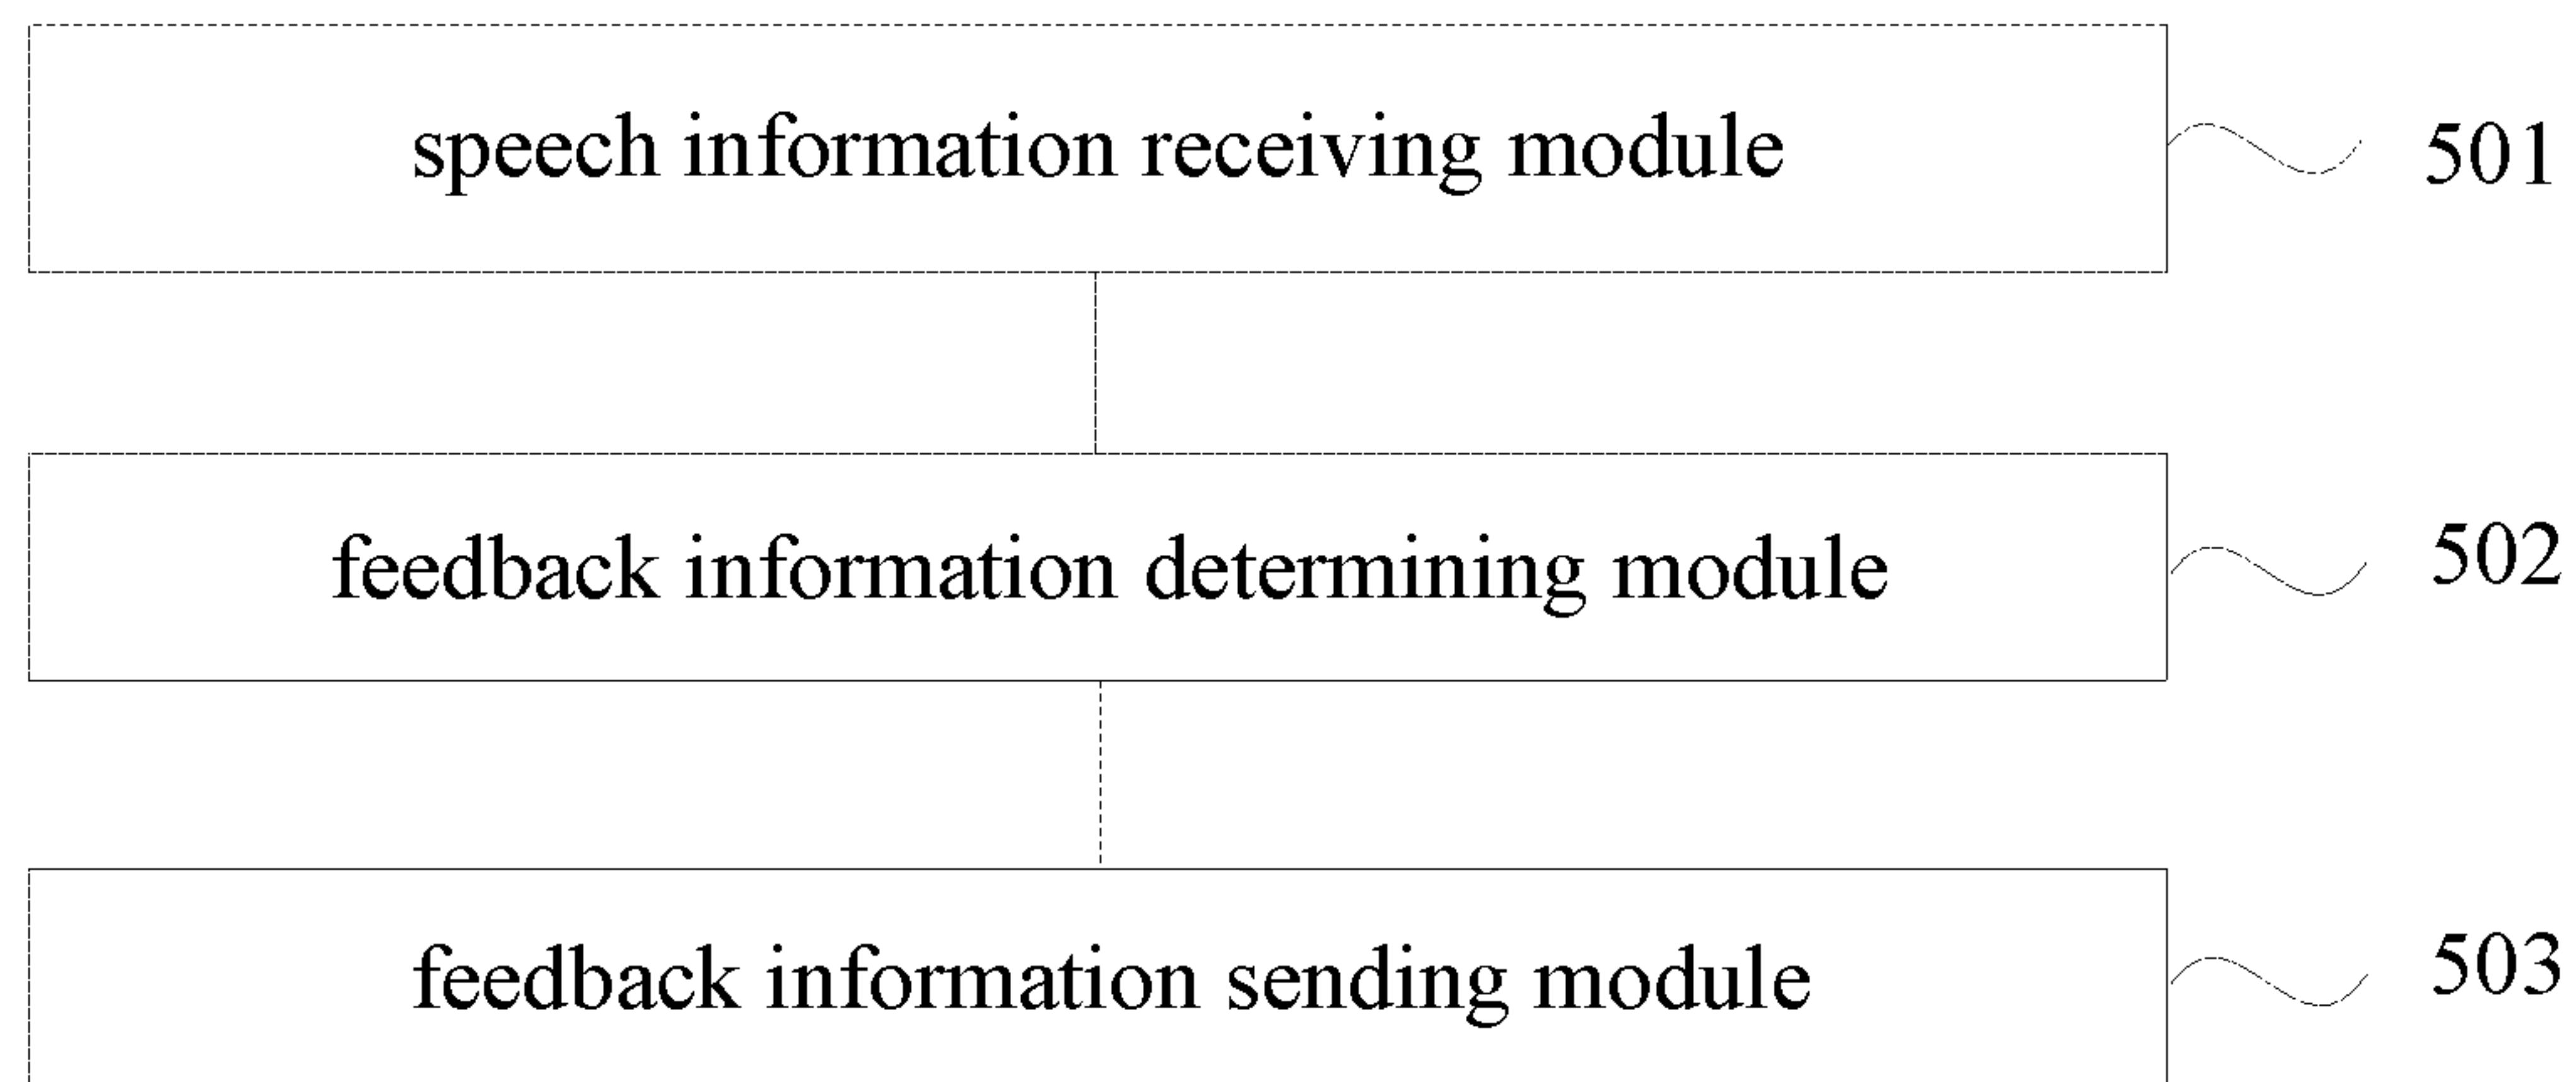 speech information receiving module 501
feedback information determining module 502
feedback information sending module 503